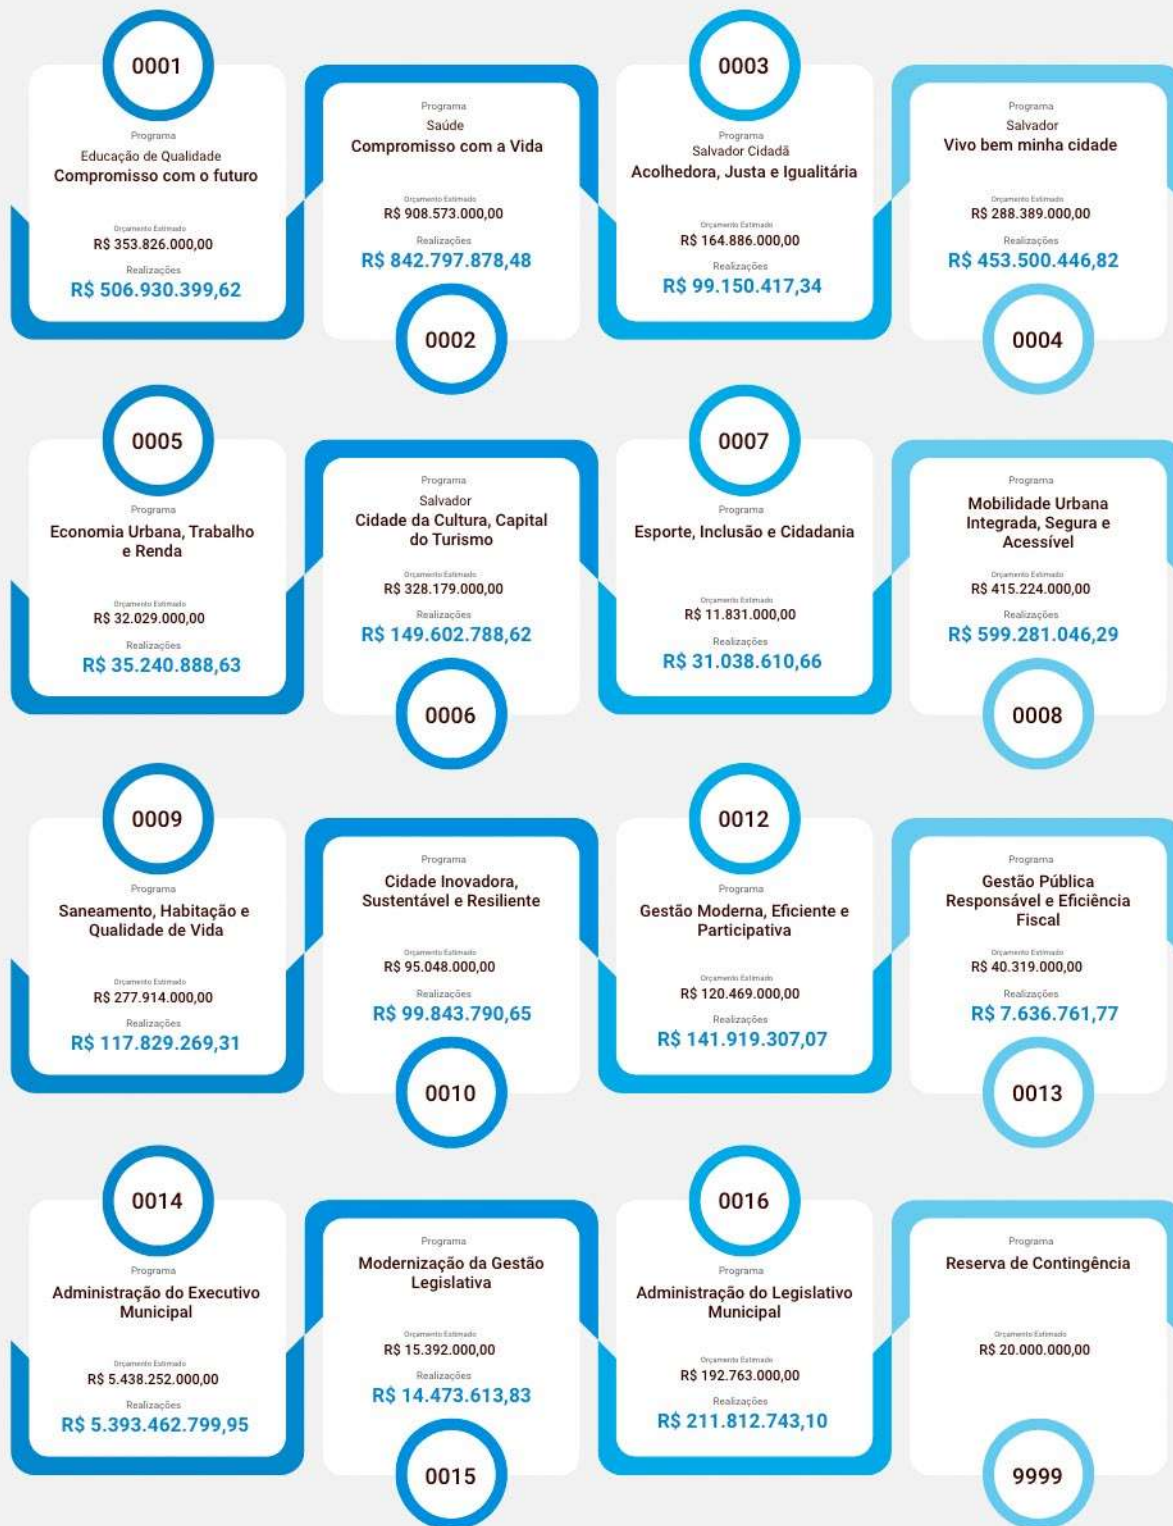 0001
Programa
Educação de Qualidade
Compromisso com o futuro
Orçamento Estimado
R$ 353.826.000,00
Realizações
R$ 506.930.399,62
Programa
Saúde
Compromisso com a Vida
Orçamento Estimado
R$ 908.573.000,00
Realizações
R$ 842.797.878,48
0002
0003
Programa
Salvador Cidadã
Acolhedora, Justa e Igualitária
Orçamento Estimado
R$ 164.886.000,00
Realizações
R$ 99.150.417,34
Programa
Salvador
Vivo bem minha cidade
Orçamento Estimado
R$ 288.389.000,00
Realizações
R$ 453.500.446,82
0004
0005
Programa
Economia Urbana, Trabalho
e Renda
Orçamento Estimado
R$ 32.029.000,00
Realizações
R$ 35.240.888,63
Programa
Salvador
Cidade da Cultura, Capital
do Turismo
Orçamento Estimado
R$ 328.179.000,00
Realizações
R$ 149.602.788,62
0006
0007
Programa
Esporte, Inclusão e Cidadania
Orçamento Estimado
R$ 11.831.000,00
Realizações
R$ 31.038.610,66
Programa
Mobilidade Urbana
Integrada, Segura e
Acessível
Orçamento Estimado
R$ 415.224.000,00
Realizações
R$ 599.281.046,29
0008
0009
Programa
Saneamento, Habitação e
Qualidade de Vida
Orçamento Estimado
R$ 277.914.000,00
Realizações
R$ 117.829.269,31
Programa
Cidade Inovadora,
Sustentável e Resiliente
Orçamento Estimado
R$ 95.048.000,00
Realizações
R$ 99.843.790,65
0010
0012
Programa
Gestão Moderna, Eficiente e
Participativa
Orçamento Estimado
R$ 120.469.000,00
Realizações
R$ 141.919.307,07
Programa
Gestão Pública
Responsável e Eficiência
Fiscal
Orçamento Estimado
R$ 40.319.000,00
Realizações
R$ 7.636.761,77
0013
0014
Programa
Administração do Executivo
Municipal
Orçamento Estimado
R$ 5.438.252.000,00
Realizações
R$ 5.393.462.799,95
Programa
Modernização da Gestão
Legislativa
Orçamento Estimado
R$ 15.392.000,00
Realizações
R$ 14.473.613,83
0015
0016
Programa
Administração do Legislativo
Municipal
Orçamento Estimado
R$ 192.763.000,00
Realizações
R$ 211.812.743,10
Programa
Reserva de Contingência
Orçamento Estimado
R$ 20.000.000,00
9999